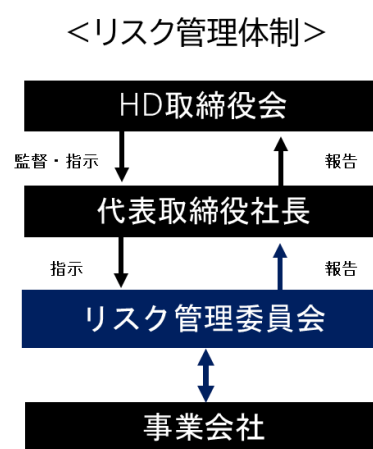 ＜リスク管理体制＞
HD取締役会
監督・指示
報告
代表取締役社長
指示
報告
リスク管理委員会
事業会社